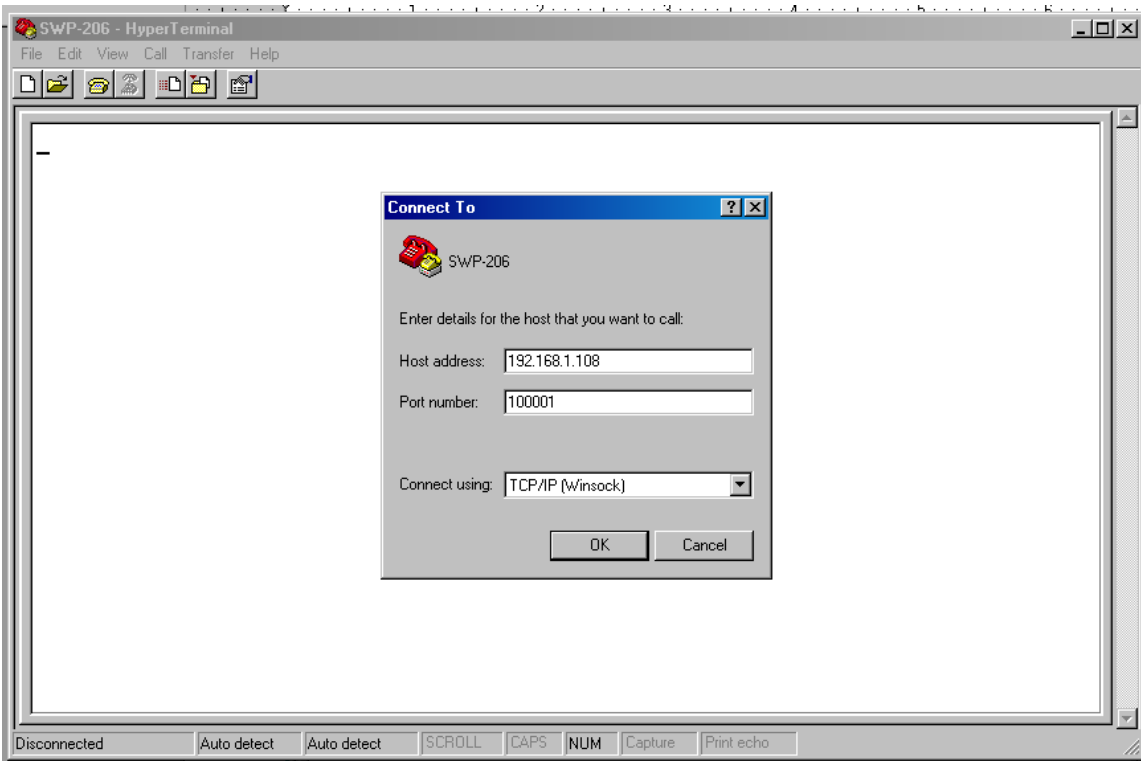 SWP-206 - HyperTerminal
File Edit View Call Transfer Help
Connect To
SWP-206
Enter details for the host that you want to call:
Host address: 192.168.1.108
Port number: 100001
Connect using: TCP/IP (Winsock)
OK Cancel
Disconnected Auto detect Auto detect SCROLL CAPS NUM Capture Print echo